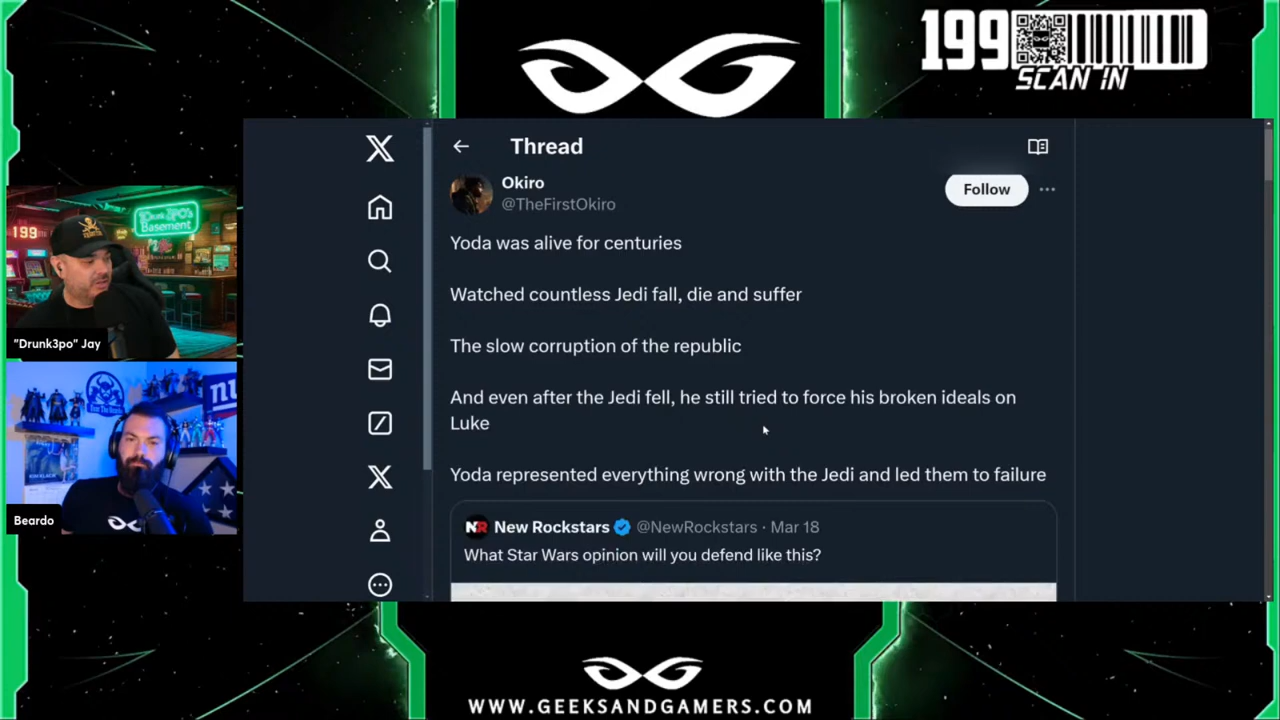 199
SCAN IN
Thread
Okiro
@TheFirstOkiro
Follow
Yoda was alive for centuries
Watched countless Jedi fall, die and suffer
The slow corruption of the republic
And even after the Jedi fell, he still tried to force his broken ideals on
Luke
Yoda represented everything wrong with the Jedi and led them to failure
NR New Rockstars @NewRockstars · Mar 18
What Star Wars opinion will you defend like this?
199
Drunk3PO's
Basement
"Drunk3po" Jay
Beardo
WWW.GEEKSANDGAMERS.COM